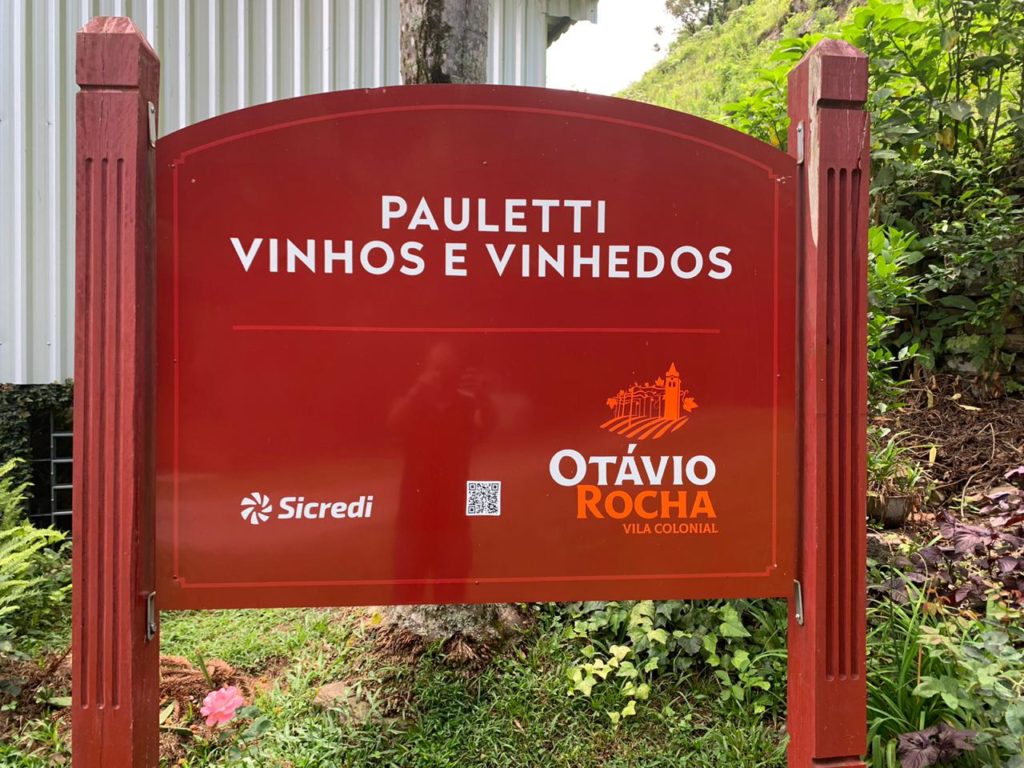 PAULETTI
VINHOS E VINHEDOS
Sicredi
OTÁVIO
ROCHA
VILA COLONIAL